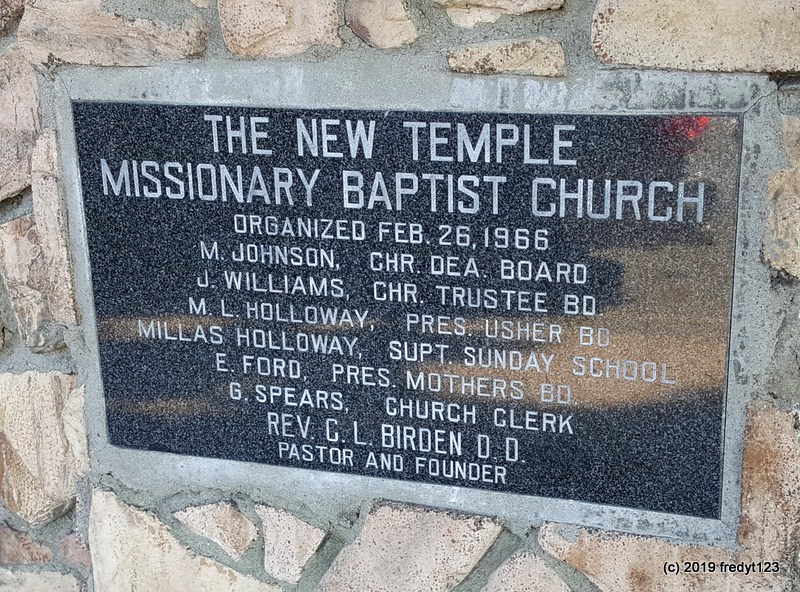 THE NEW TEMPLE
MISSIONARY BAPTIST CHURCH
ORGANIZED FEB. 26, 1966
M. JOHNSON, CHR. DEA. BOARD
J. WILLIAMS, CHR. TRUSTEE BD
M. L. HOLLOWAY, PRES. USHER BD.
MILLAS HOLLOWAY, SUPT. SUNDAY SCHOOL
E. FORD, PRES. MOTHERS BD.
G. SPEARS, CHURCH CLERK
REV. C. L. BIRDEN D. D.
PASTOR AND FOUNDER
(c) 2019 fredyt123